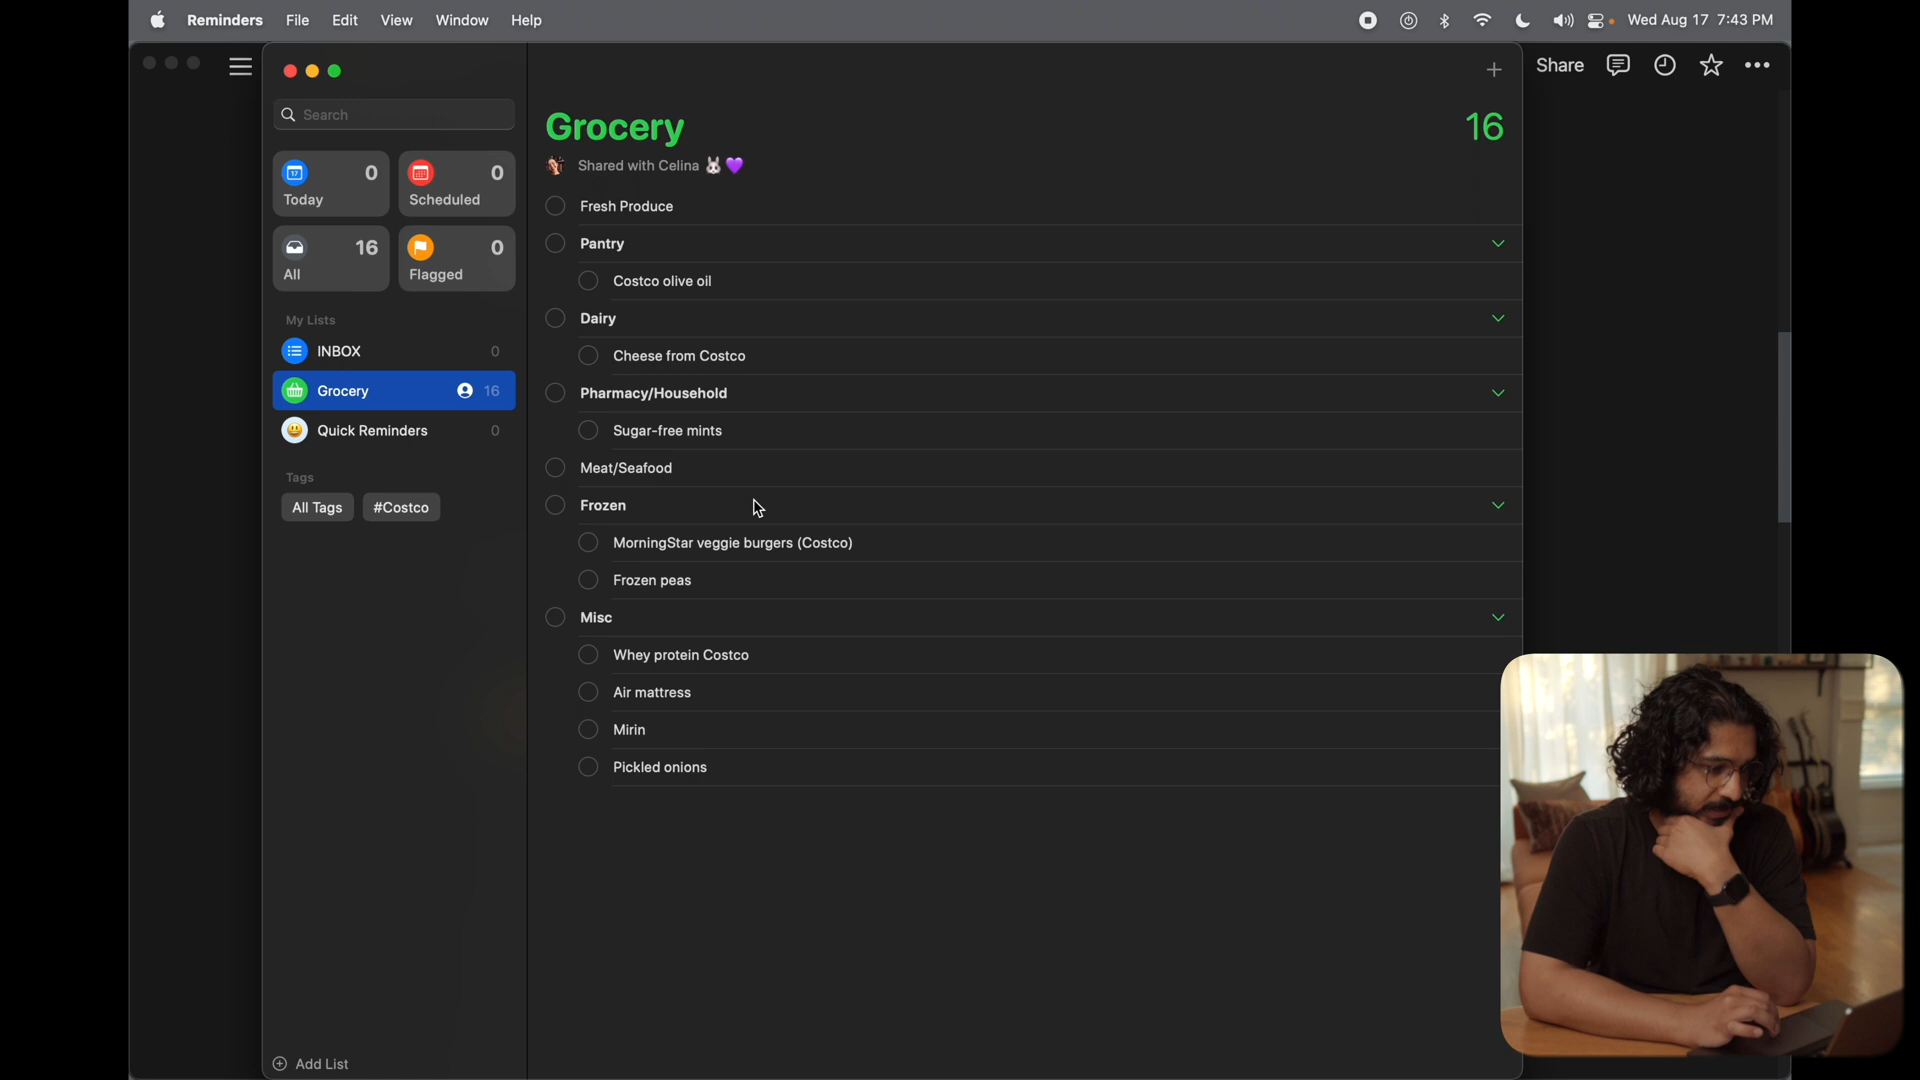 Reminders File Edit View Window Help Wed Aug 17 7:43 PM
Share
Search
17 0
Today
0
Scheduled
16
All
0
Flagged
My Lists
INBOX 0
Grocery 16
Quick Reminders 0
Tags
All Tags #Costco
Add List
Grocery 16
Shared with Celina 🐰💜
Fresh Produce
Pantry
Costco olive oil
Dairy
Cheese from Costco
Pharmacy/Household
Sugar-free mints
Meat/Seafood
Frozen
MorningStar veggie burgers (Costco)
Frozen peas
Misc
Whey protein Costco
Air mattress
Mirin
Pickled onions